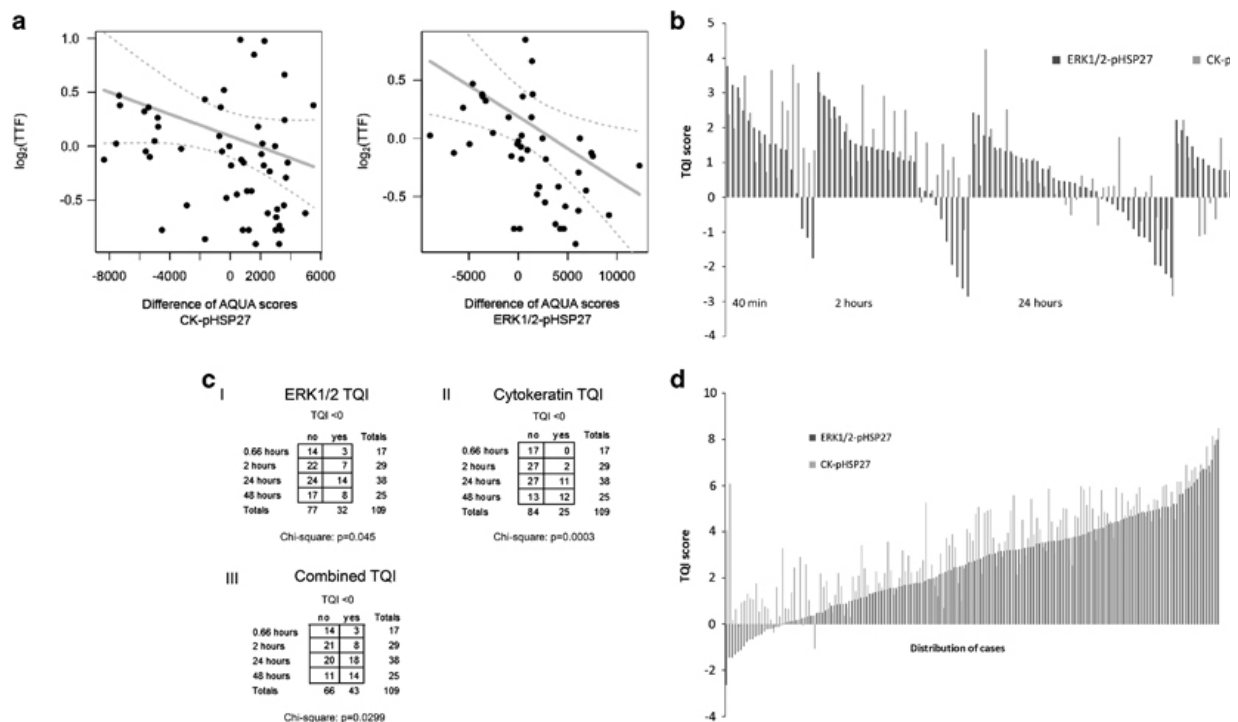 a
1.0
0.5
0.0
-0.5
log2(TTF)
-8000 -4000 0 2000 6000
Difference of AQUA scores
CK-pHSP27
0.5
0.0
-0.5
log2(TTF)
-5000 0 5000 10000
Difference of AQUA scores
ERK1/2-pHSP27
b
5
4
3
2
1
0
-1
-2
-3
-4
TQI score
ERK1/2-pHSP27
CK-p
40 min
2 hours
24 hours
c
I
ERK1/2 TQI
TQI <0
no yes Totals
0.66 hours 14 3 17
2 hours 22 7 29
24 hours 24 14 38
48 hours 17 8 25
Totals 77 32 109
Chi-square: p=0.045
II
Cytokeratin TQI
TQI <0
no yes Totals
0.66 hours 17 0 17
2 hours 27 2 29
24 hours 27 11 38
48 hours 13 12 25
Totals 84 25 109
Chi-square: p=0.0003
III
Combined TQI
TQI <0
no yes Totals
0.66 hours 14 3 17
2 hours 21 8 29
24 hours 20 18 38
48 hours 11 14 25
Totals 66 43 109
Chi-square: p=0.0299
d
10
8
6
4
2
0
-2
-4
TQI score
ERK1/2-pHSP27
CK-pHSP27
Distribution of cases